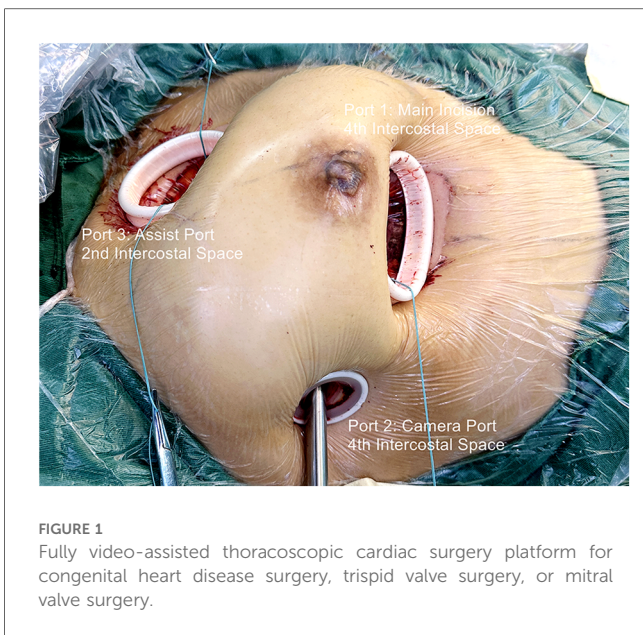 Port 1: Main Incision
4th Intercostal Space
Port 3: Assist Port
2nd Intercostal Space
Port 2: Camera Port
4th Intercostal Space
FIGURE 1
Fully video-assisted thoracoscopic cardiac surgery platform for
congenital heart disease surgery, trispid valve surgery, or mitral
valve surgery.